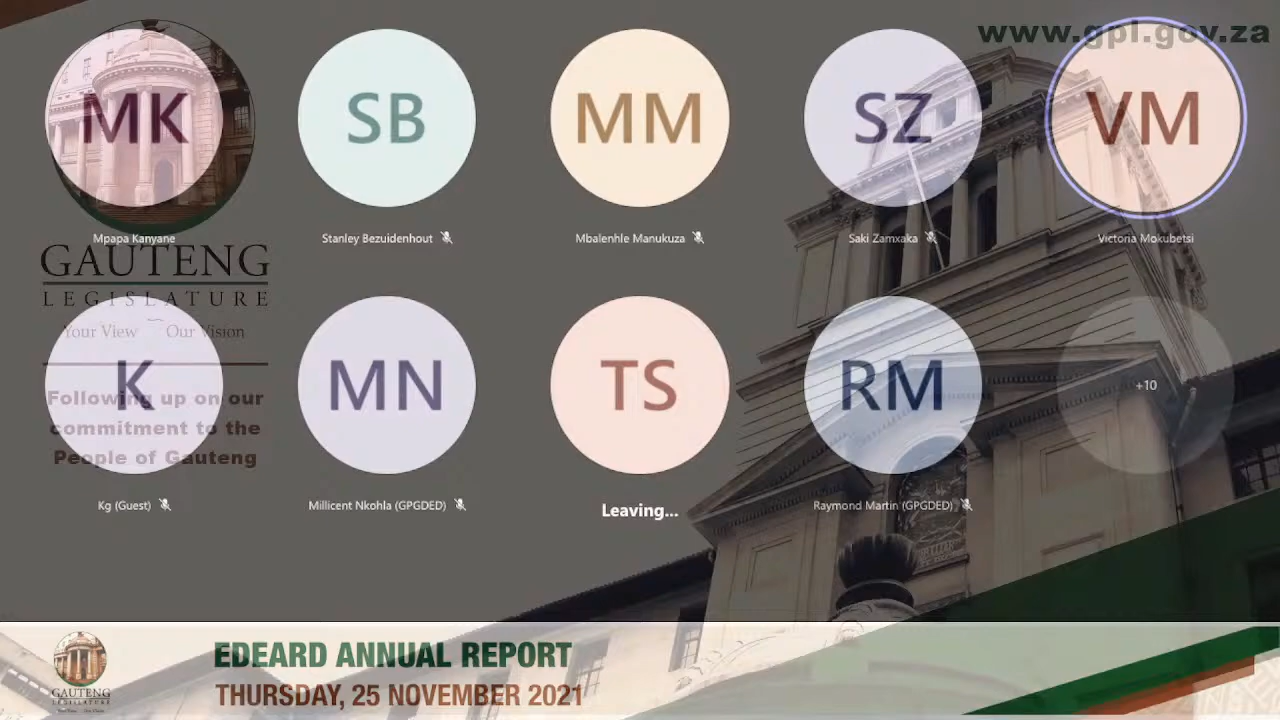 www.gpl.gov.za
MK
SB
MM
SZ
VM
Mpapa Kanyane
Stanley Bezuidenhout
Mbalenhle Manukuza
Saki Zamxaka
Victoria Mokubetsi
GAUTENG
LEGISLATURE
Your View Our Vision
K
MN
TS
RM
+10
Following up on our
commitment to the
People of Gauteng
Kg (Guest)
Millicent Nkohla (GPGDED)
Leaving...
Raymond Martin (GPGDED)
EDEARD ANNUAL REPORT
THURSDAY, 25 NOVEMBER 2021
GAUTENG
LEGISLATURE